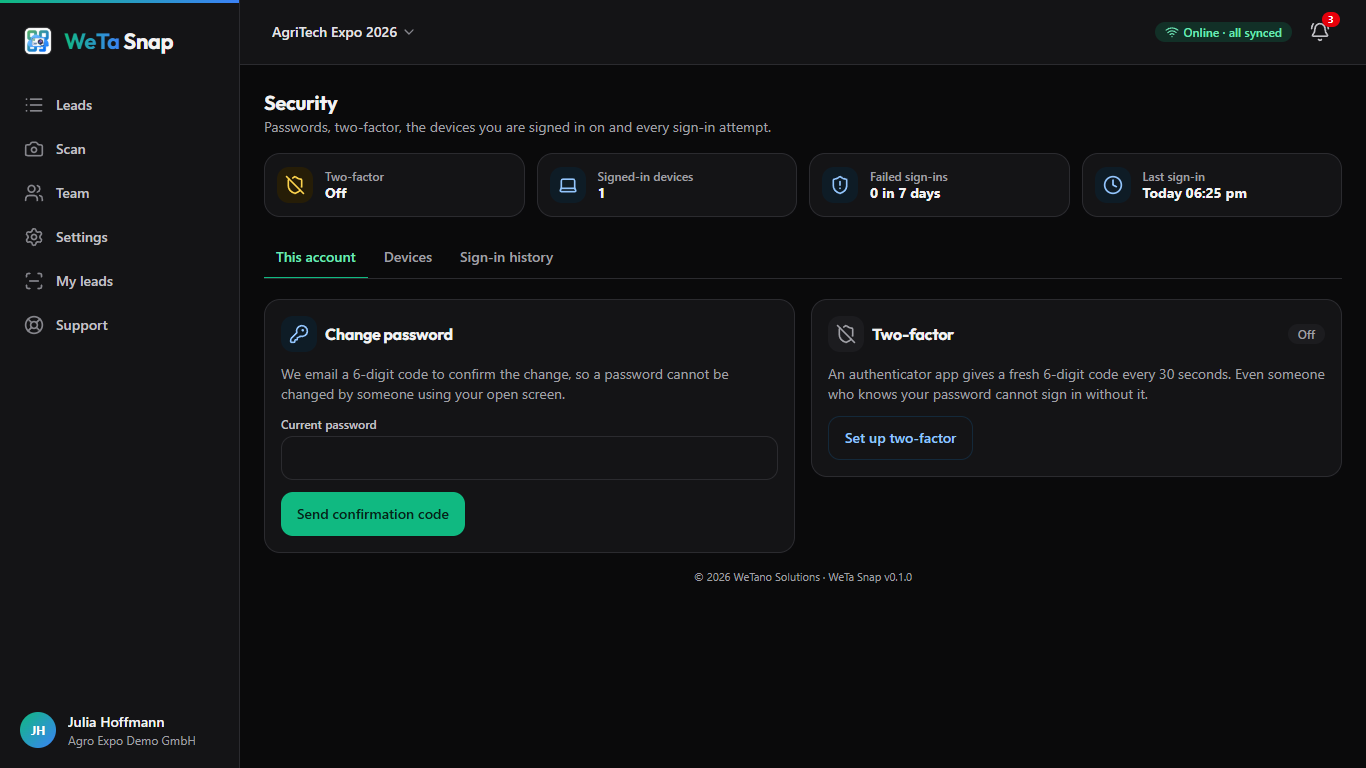 WeTa Snap
AgriTech Expo 2026
Online · all synced
3
Leads
Scan
Team
Settings
My leads
Support
Security
Passwords, two-factor, the devices you are signed in on and every sign-in attempt.
Two-factor
Off
Signed-in devices
1
Failed sign-ins
0 in 7 days
Last sign-in
Today 06:25 pm
This account
Devices
Sign-in history
Change password
We email a 6-digit code to confirm the change, so a password cannot be
changed by someone using your open screen.
Current password
Send confirmation code
Two-factor
Off
An authenticator app gives a fresh 6-digit code every 30 seconds. Even someone
who knows your password cannot sign in without it.
Set up two-factor
© 2026 WeTano Solutions · WeTa Snap v0.1.0
JH
Julia Hoffmann
Agro Expo Demo GmbH